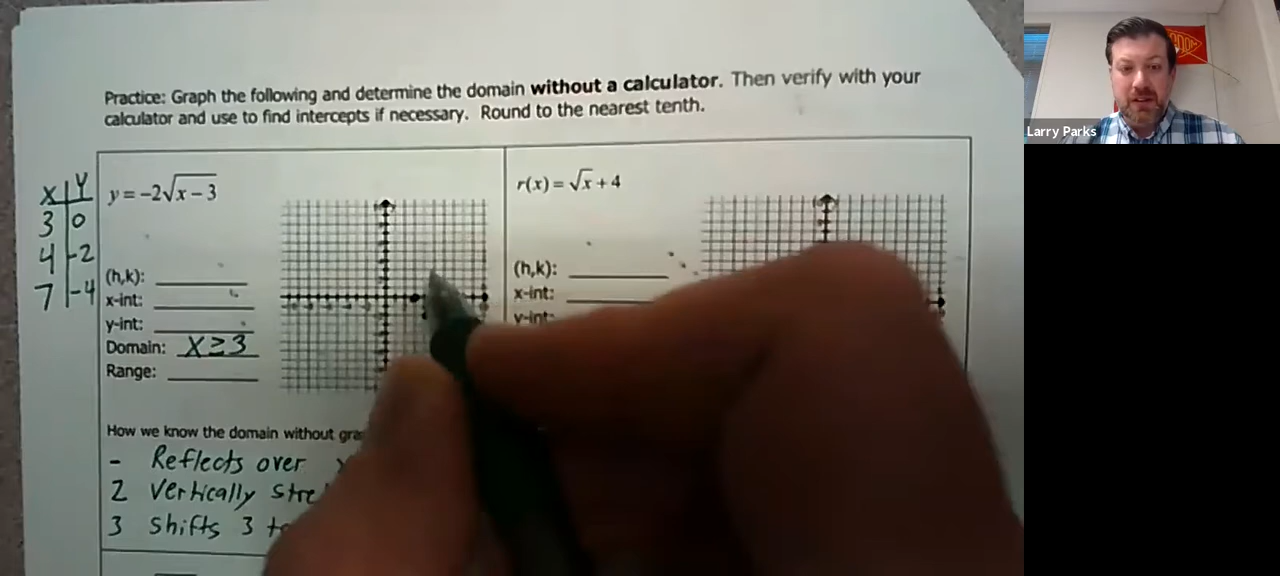 Practice: Graph the following and determine the domain without a calculator. Then verify with your
calculator and use to find intercepts if necessary. Round to the nearest tenth.
X Y
3 0
4 -2
7 -4
y = -2√x - 3
(h,k):
x-int:
y-int:
Domain: X ≥ 3
Range:
How we know the domain without
- Reflects over
2 Vertically
3 Shifts 3
r(x) = √x + 4
(h,k):
x-int:
y-int:
Larry Parks